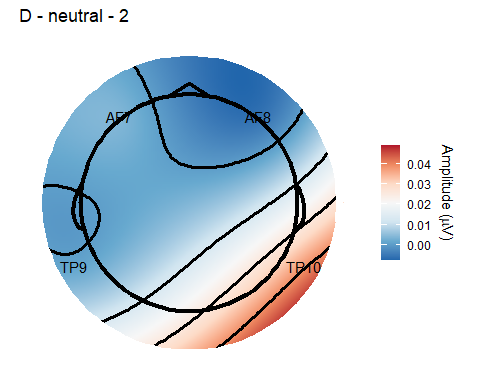 D - neutral - 2
AF7
AF8
TP9
TP10
Amplitude (μV)
0.04
0.03
0.02
0.01
0.00